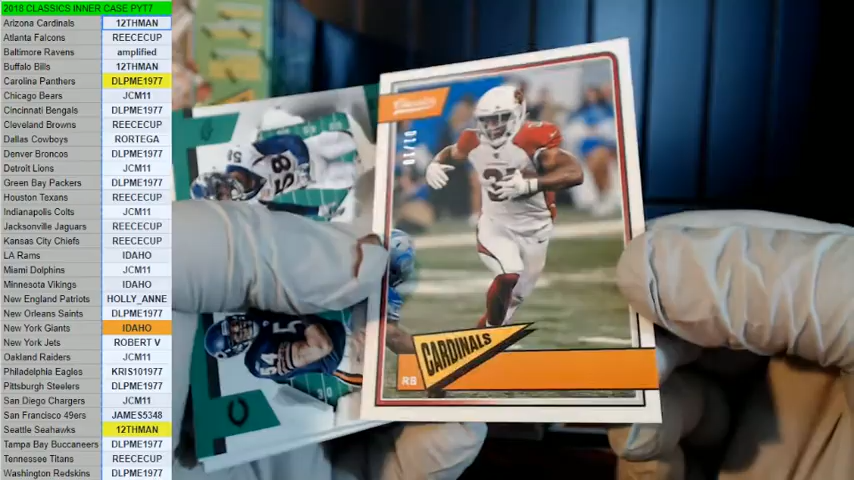 2018 CLASSICS INNER CASE PYT7
Arizona Cardinals 12THMAN
Atlanta Falcons REECECUP
Baltimore Ravens amplified
Buffalo Bills 12THMAN
Carolina Panthers DLPME1977
Chicago Bears JCM11
Cincinnati Bengals DLPME1977
Cleveland Browns REECECUP
Dallas Cowboys RORTEGA
Denver Broncos DLPME1977
Detroit Lions JCM11
Green Bay Packers DLPME1977
Houston Texans REECECUP
Indianapolis Colts JCM11
Jacksonville Jaguars REECECUP
Kansas City Chiefs REECECUP
LA Rams IDAHO
Miami Dolphins JCM11
Minnesota Vikings IDAHO
New England Patriots HOLLY_ANNE
New Orleans Saints DLPME1977
New York Giants IDAHO
New York Jets ROBERT V
Oakland Raiders JCM11
Philadelphia Eagles KRIS101977
Pittsburgh Steelers DLPME1977
San Diego Chargers JCM11
San Francisco 49ers JAMES5348
Seattle Seahawks 12THMAN
Tampa Bay Buccaneers DLPME1977
Tennessee Titans REECECUP
Washington Redskins DLPME1977
Classics
CARDINALS
RB
58
54